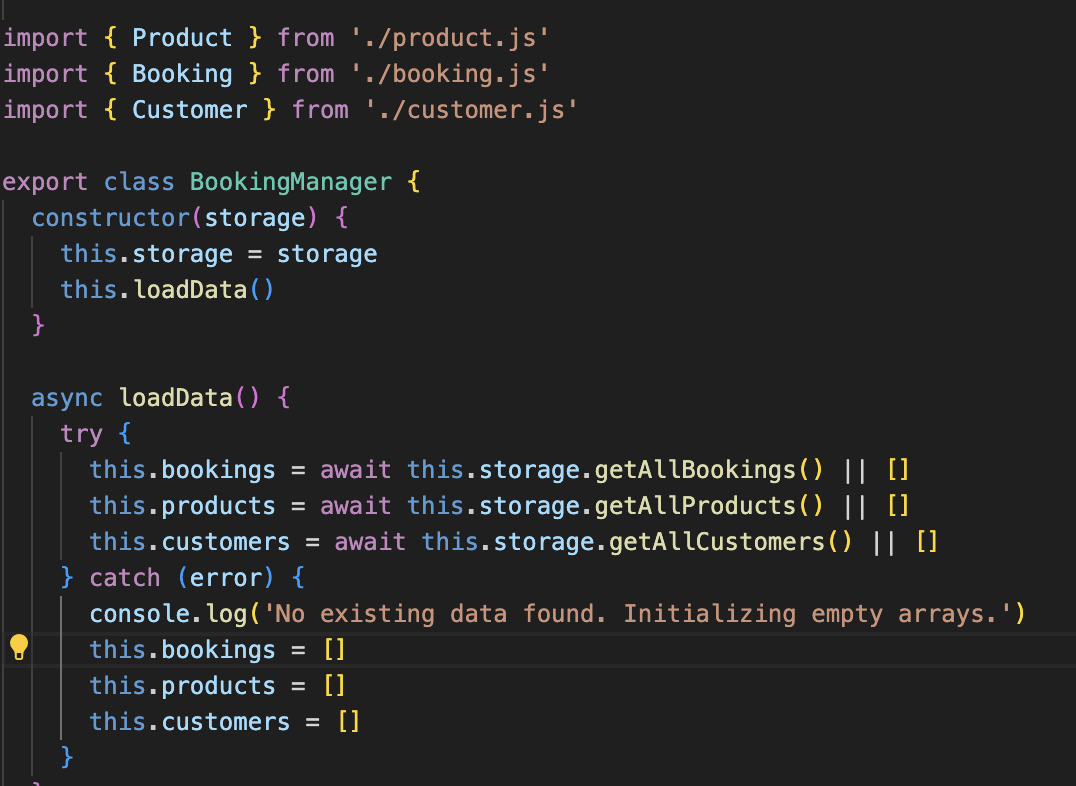 import { Product } from './product.js'
import { Booking } from './booking.js'
import { Customer } from './customer.js'
export class BookingManager {
constructor(storage) {
this.storage = storage
this.loadData()
}
async loadData() {
try {
this.bookings = await this.storage.getAllBookings() || []
this.products = await this.storage.getAllProducts() || []
this.customers = await this.storage.getAllCustomers() || []
} catch (error) {
console.log('No existing data found. Initializing empty arrays.')
this.bookings = []
this.products = []
this.customers = []
}